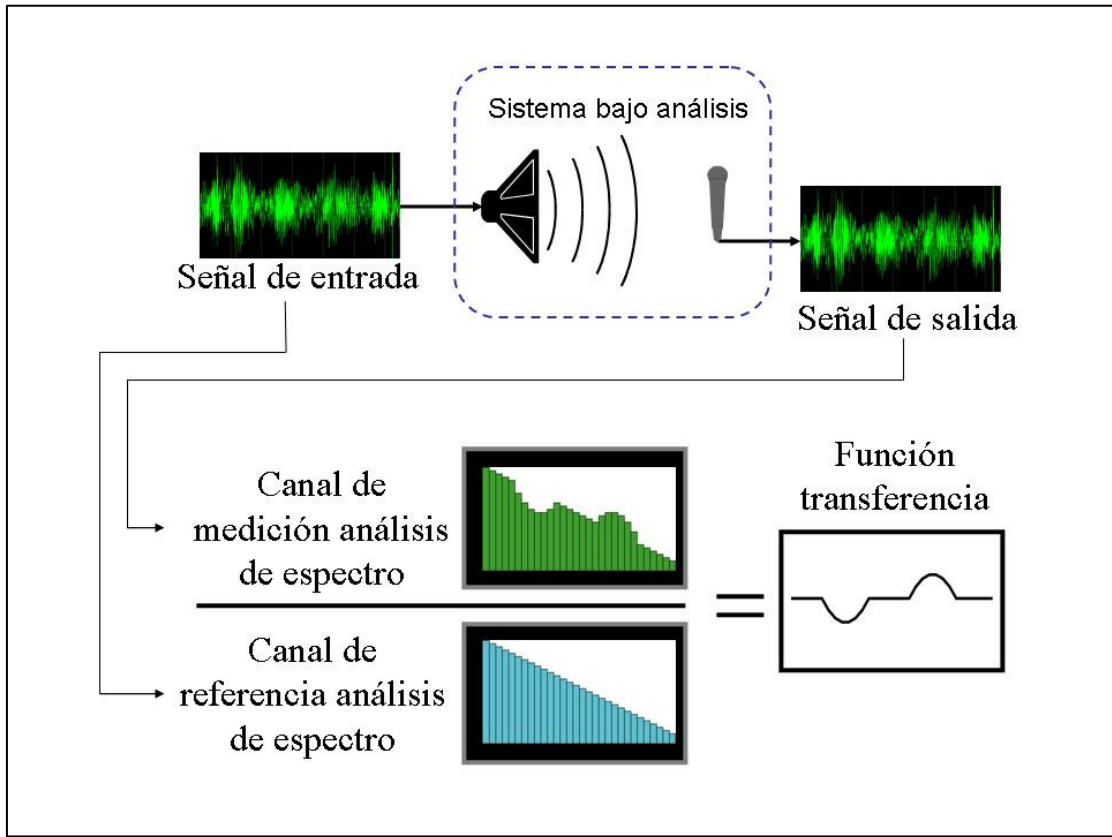 Sistema bajo análisis
Señal de entrada
Señal de salida
Canal de
medición análisis
de espectro
Función
transferencia
Canal de
referencia análisis
de espectro